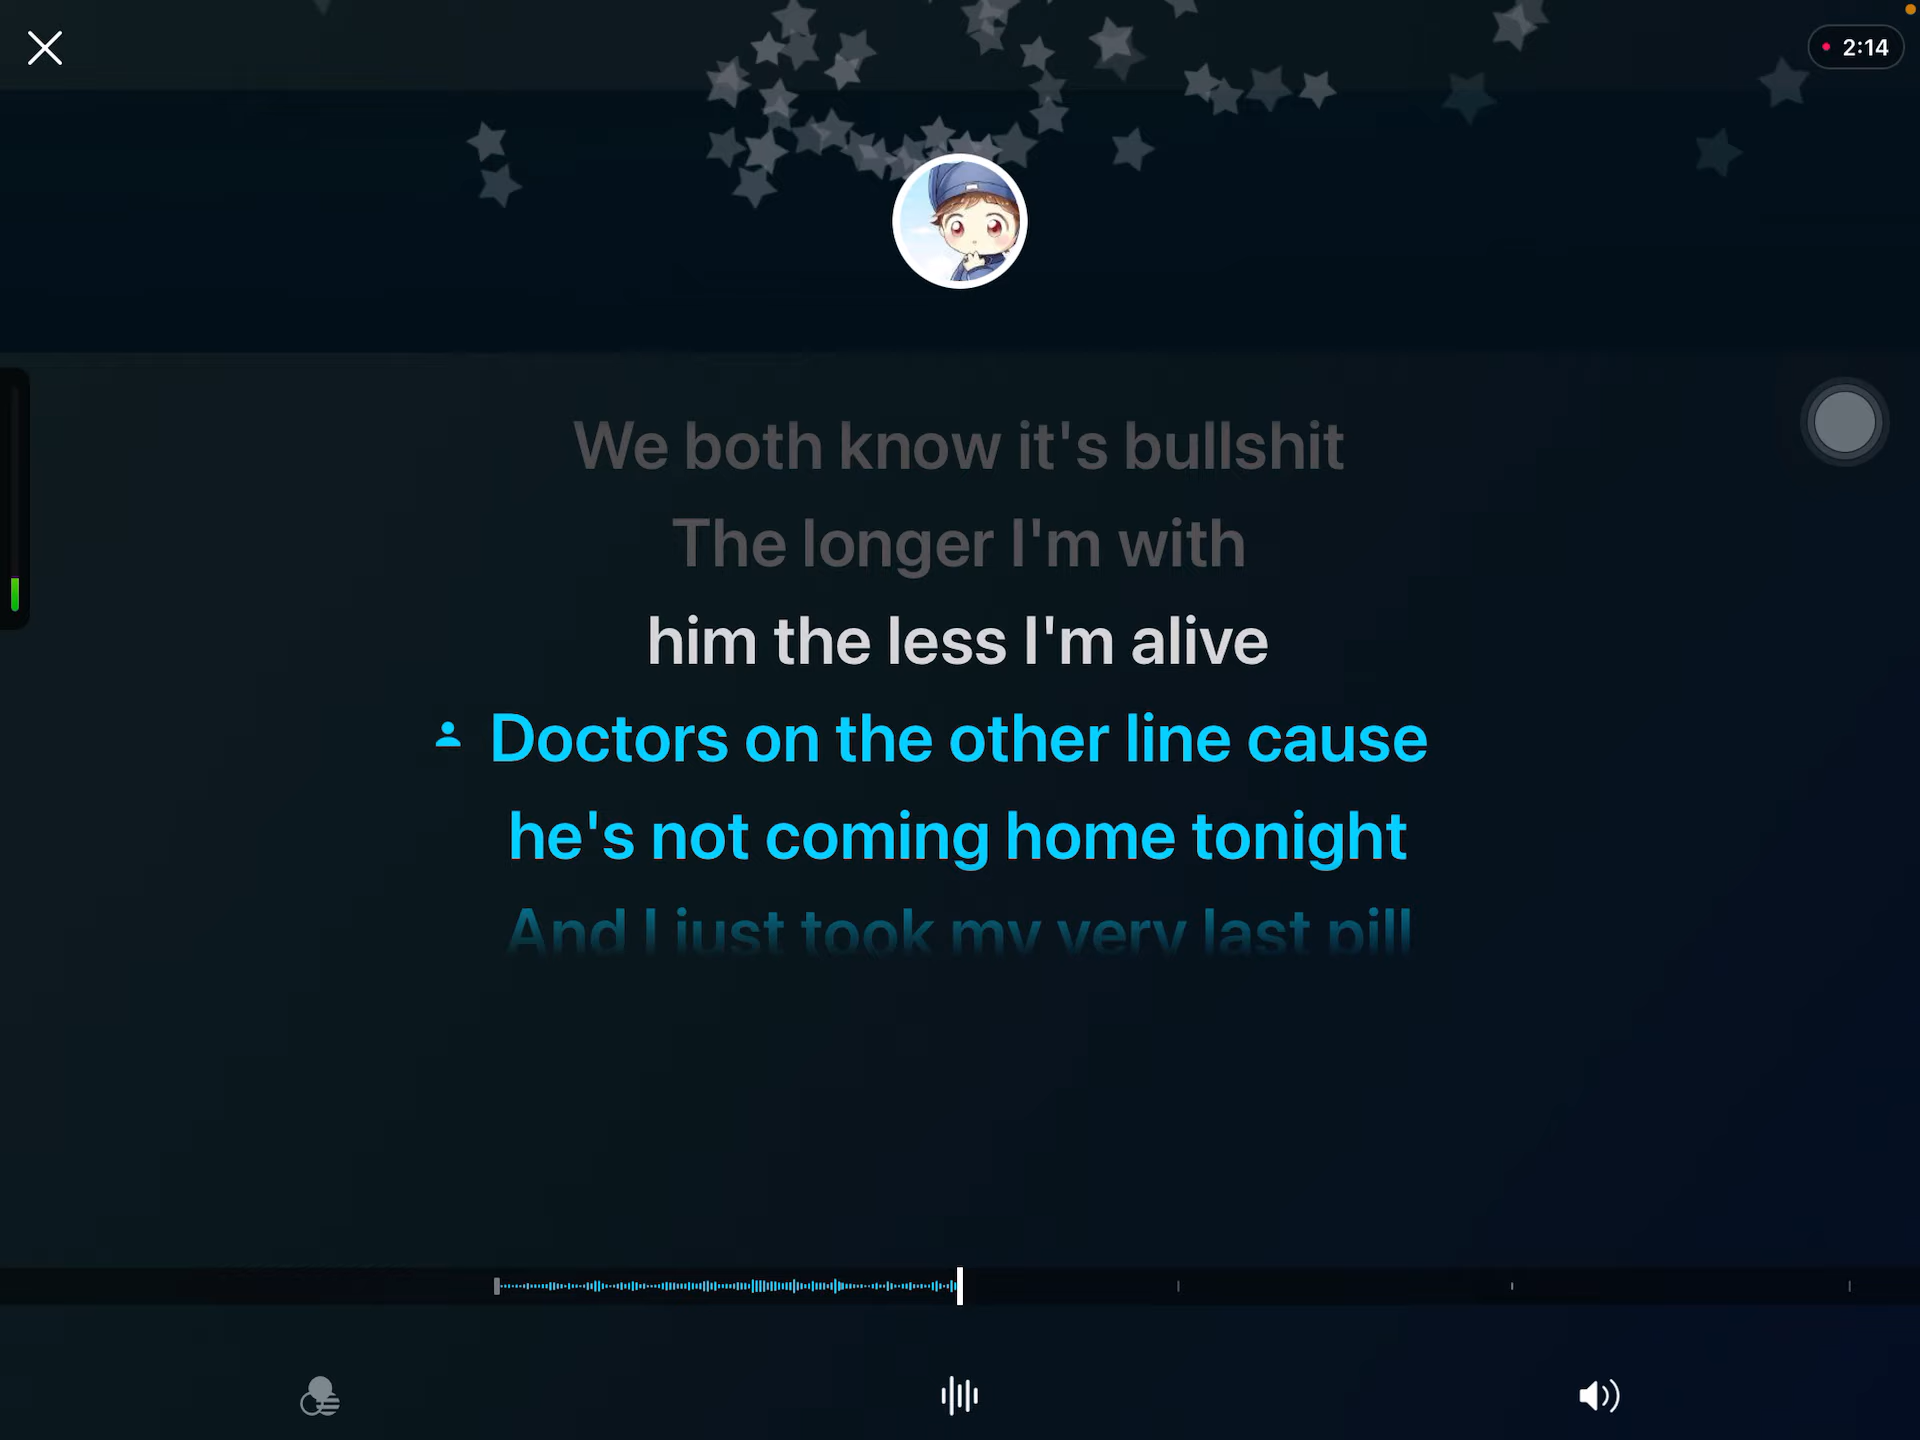 2:14
We both know it's bullshit
The longer I'm with
him the less I'm alive
Doctors on the other line cause
he's not coming home tonight
And I just took my very last pill